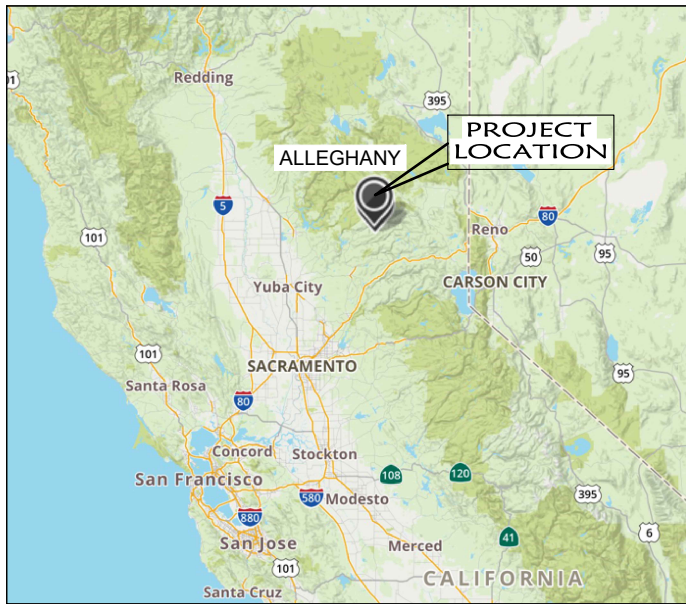 101
Redding
395
PROJECT
LOCATION
ALLEGHANY
5
101
Reno
80
50
95
Yuba City
CARSON CITY
101
SACRAMENTO
95
Santa Rosa
80
Concord
Stockton
San Francisco
108
120
580
Modesto
395
880
6
San Jose
41
Merced
101
CALIFORNIA
Santa Cruz